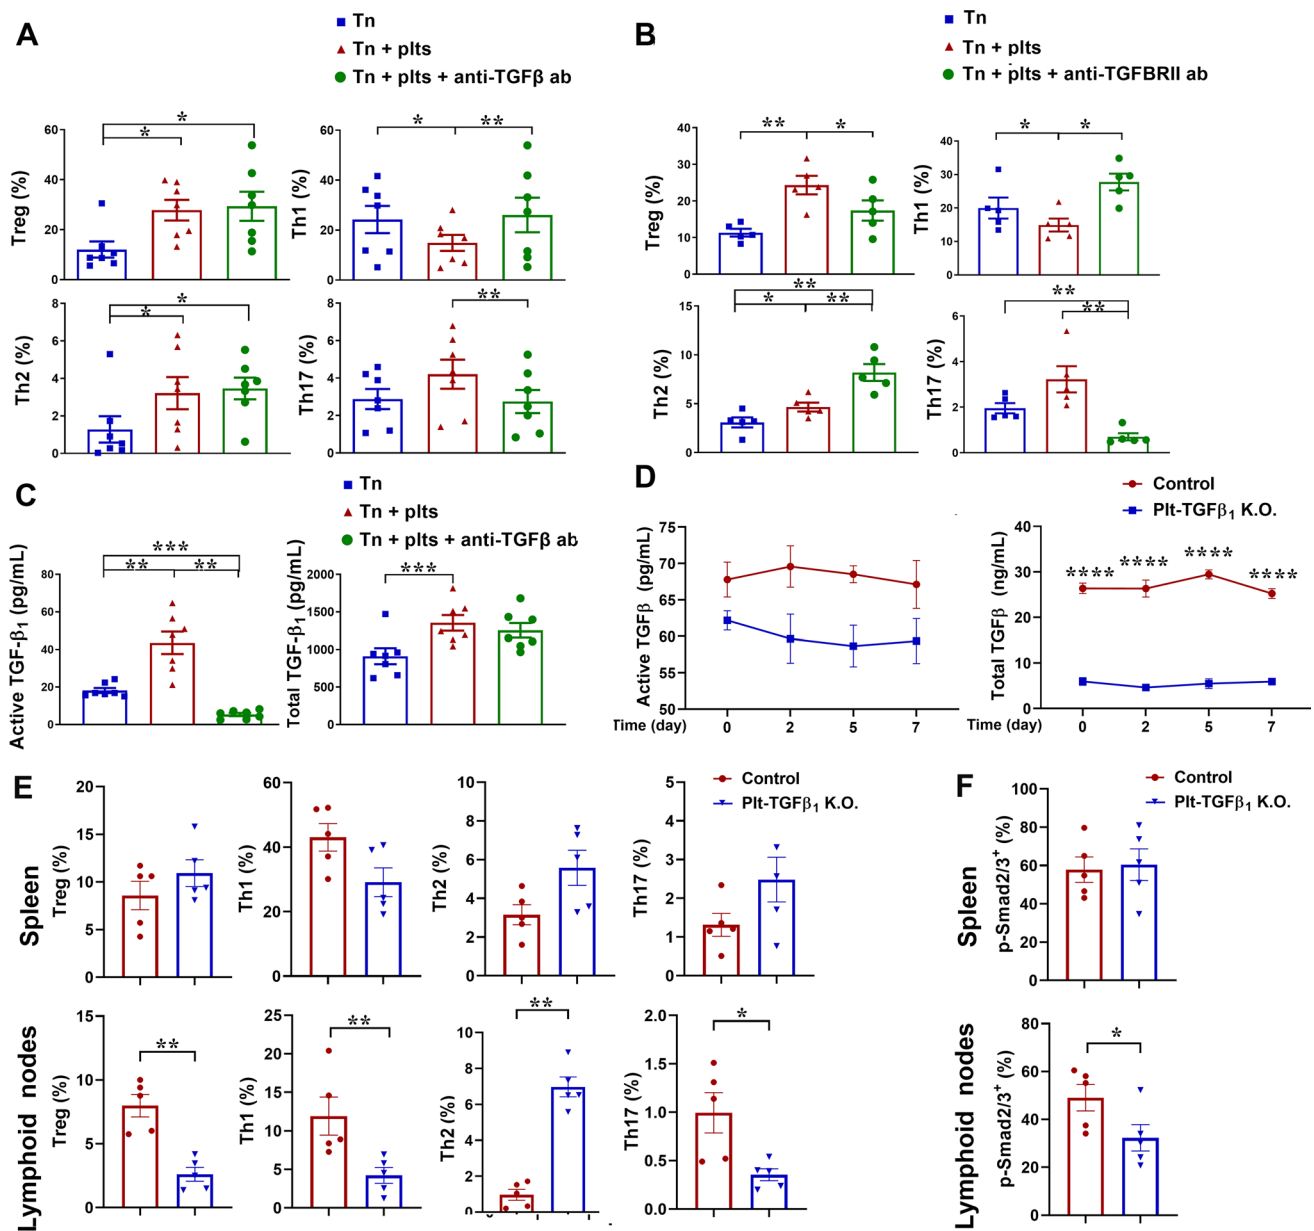 A
Tn
Tn + plts
Tn + plts + anti-TGFβ ab
Treg (%)
60
40
20
0
*
*
Th1 (%)
60
40
20
0
*
**
Th2 (%)
8
6
4
2
0
*
*
Th17 (%)
8
6
4
2
0
**
B
Tn
Tn + plts
Tn + plts + anti-TGFBRII ab
Treg (%)
40
30
20
10
0
**
*
Th1 (%)
40
30
20
10
0
*
*
Th2 (%)
15
10
5
0
**
*
**
Th17 (%)
6
4
2
0
**
**
C
Tn
Tn + plts
Tn + plts + anti-TGFβ ab
Active TGF-β₁ (pg/mL)
80
60
40
20
0
***
**
**
Total TGF-β₁ (pg/mL)
2000
1500
1000
500
0
***
D
Control
Plt-TGFβ₁ K.O.
Active TGFβ (pg/mL)
75
70
65
60
55
50
Time (day)
0 2 5 7
Total TGFβ (ng/mL)
40
30
20
10
0
**** **** **** ****
Time (day)
0 2 5 7
E
Control
Plt-TGFβ₁ K.O.
Spleen
Treg (%)
20
15
10
5
0
Th1 (%)
60
40
20
0
Th2 (%)
10
8
6
4
2
0
Th17 (%)
5
4
3
2
1
0
Lymphoid nodes
Treg (%)
15
10
5
0
**
Th1 (%)
25
20
15
10
5
0
**
Th2 (%)
10
8
6
4
2
0
**
Th17 (%)
2.0
1.5
1.0
0.5
0.0
*
F
Control
Plt-TGFβ₁ K.O.
Spleen
p-Smad2/3⁺ (%)
100
80
60
40
20
0
Lymphoid nodes
p-Smad2/3⁺ (%)
80
60
40
20
0
*